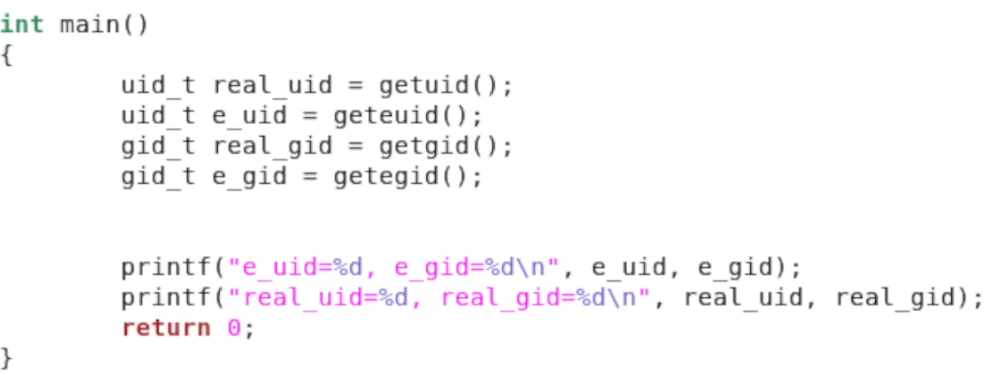 int main()
{
        uid_t real_uid = getuid();
        uid_t e_uid = geteuid();
        gid_t real_gid = getgid();
        gid_t e_gid = getegid();


        printf("e_uid=%d, e_gid=%d\n", e_uid, e_gid);
        printf("real_uid=%d, real_gid=%d\n", real_uid, real_gid);
        return 0;
}